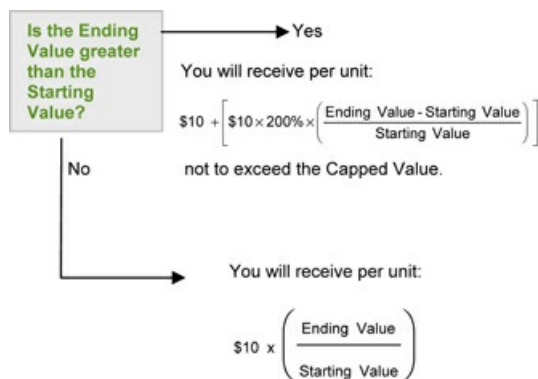 Is the Ending
Value greater
than the
Starting
Value?
Yes
You will receive per unit:
$10 + [$10 × 200% × (Ending Value - Starting Value / Starting Value)]
not to exceed the Capped Value.
No
You will receive per unit:
$10 x (Ending Value / Starting Value)